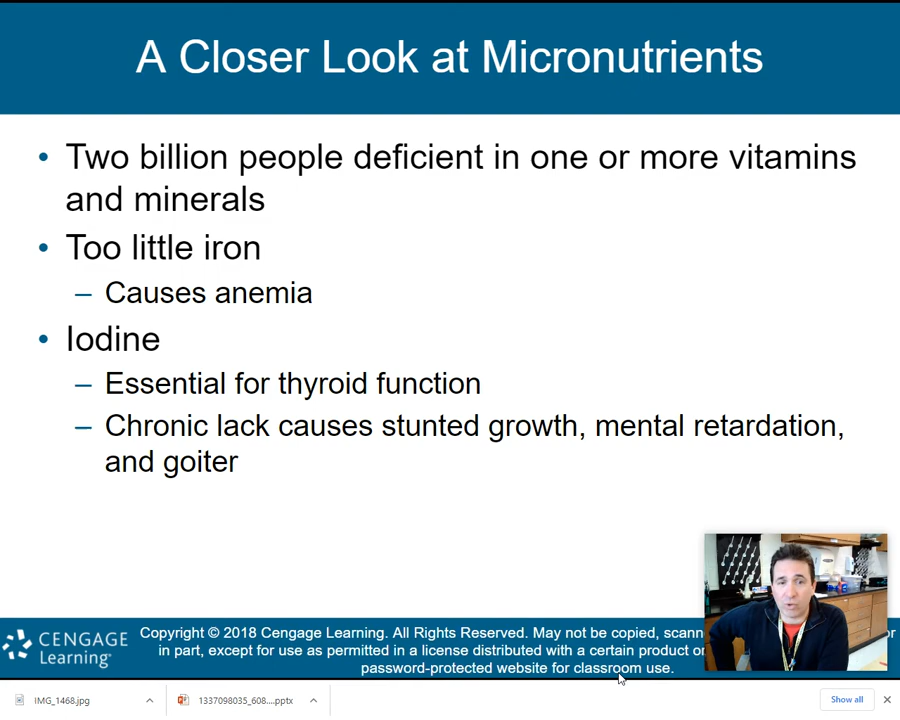 A Closer Look at Micronutrients
• Two billion people deficient in one or more vitamins
and minerals
• Too little iron
– Causes anemia
• Iodine
– Essential for thyroid function
– Chronic lack causes stunted growth, mental retardation,
and goiter
CENGAGE
Learning
Copyright © 2018 Cengage Learning. All Rights Reserved. May not be copied, scann
in part, except for use as permitted in a license distributed with a certain product or
password-protected website for classroom use.
IMG_1468.jpg
1337098035_608....pptx
Show all